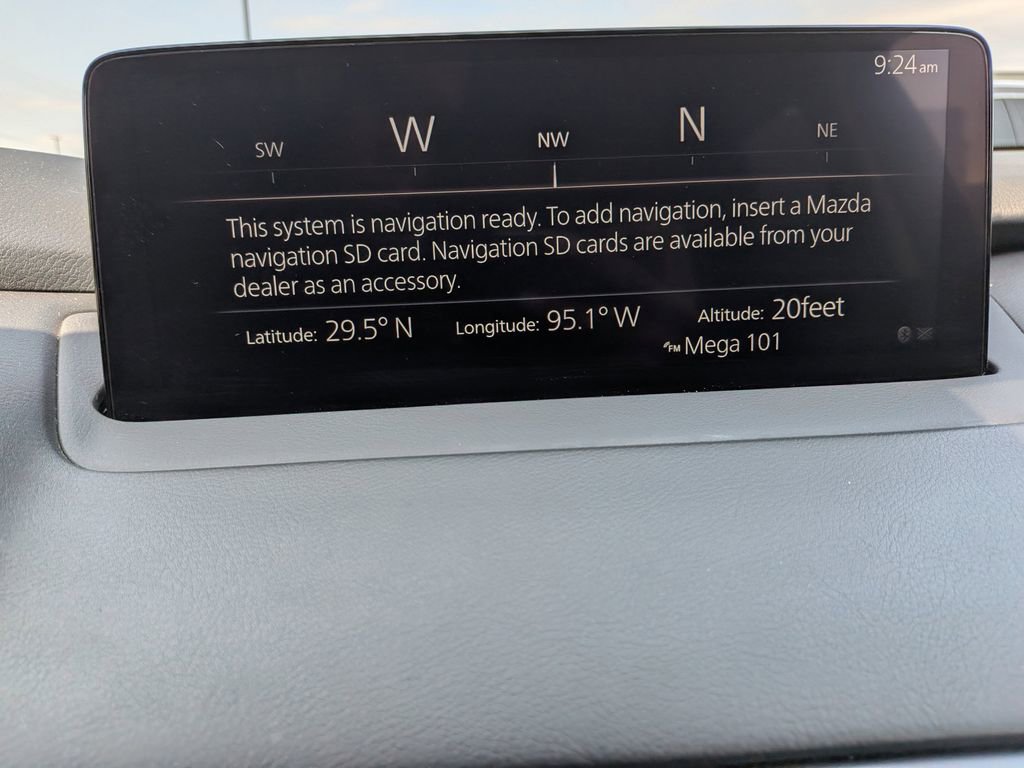 9:24 am
SW W NW N NE
This system is navigation ready. To add navigation, insert a Mazda
navigation SD card. Navigation SD cards are available from your
dealer as an accessory.
Latitude: 29.5° N Longitude: 95.1° W Altitude: 20feet
FM Mega 101